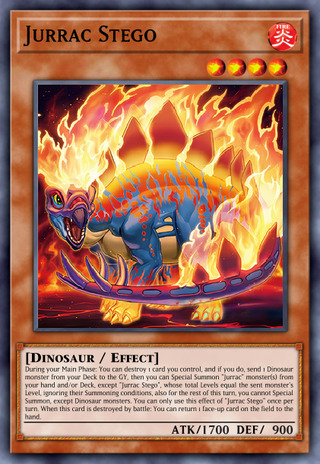 Jurrac Stego
FIRE
炎
[Dinosaur / Effect]
During your Main Phase: You can destroy 1 card you control, and if you do, send 1 Dinosaur
monster from your Deck to the GY, then you can Special Summon "Jurrac" monster(s) from
your hand and/or Deck, except "Jurrac Stego", whose total Levels equal the sent monster's
Level, ignoring their Summoning conditions, also for the rest of this turn, you cannot Special
Summon, except Dinosaur monsters. You can only use this effect of "Jurrac Stego" once per
turn. When this card is destroyed by battle: You can return 1 face-up card on the field to the
hand.
ATK/1700 DEF/ 900